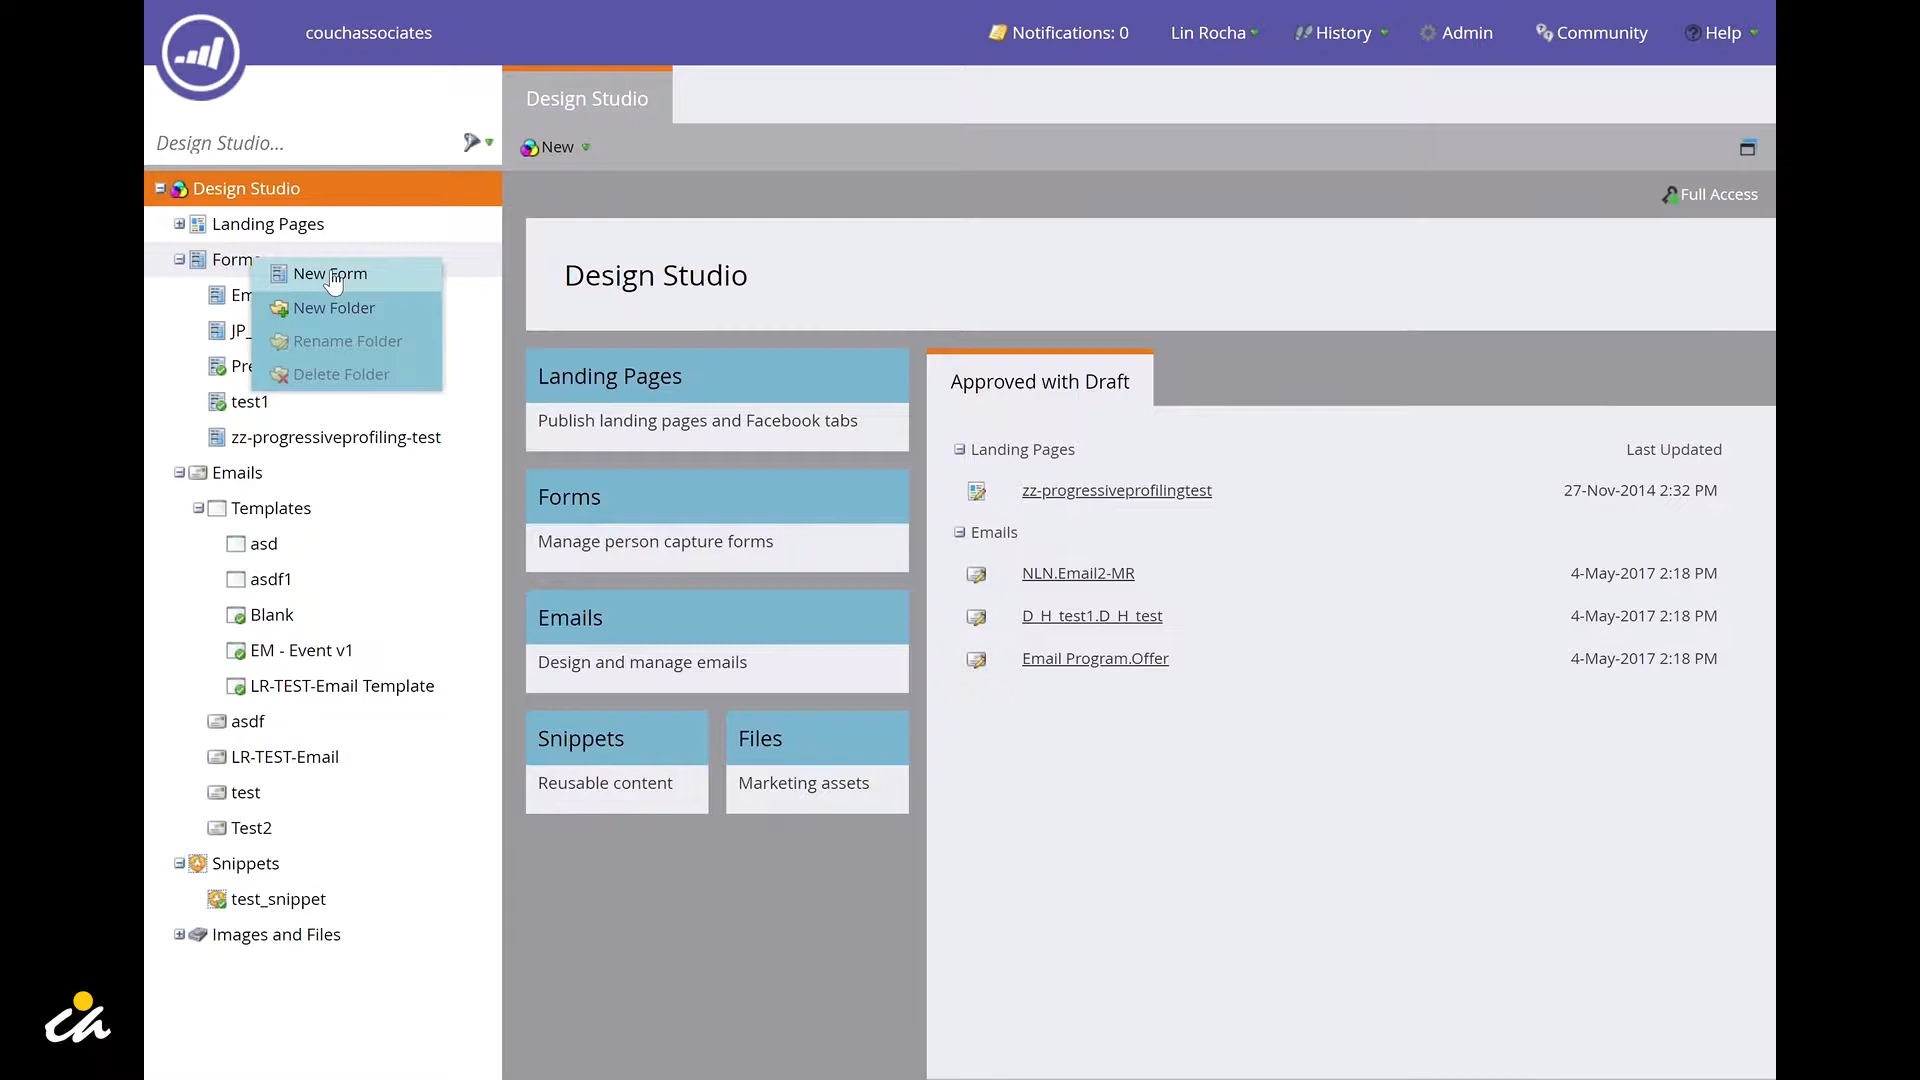 couchassociates
Notifications: 0
Lin Rocha
History
Admin
Community
Help
Design Studio
Design Studio...
New
Full Access
Design Studio
Landing Pages
Forms
New Form
New Folder
Rename Folder
Delete Folder
Em
JP_
Pre
test1
zz-progressiveprofiling-test
Emails
Templates
asd
asdf1
Blank
EM - Event v1
LR-TEST-Email Template
asdf
LR-TEST-Email
test
Test2
Snippets
test_snippet
Images and Files
Design Studio
Landing Pages
Publish landing pages and Facebook tabs
Forms
Manage person capture forms
Emails
Design and manage emails
Snippets
Reusable content
Files
Marketing assets
Approved with Draft
Landing Pages
Last Updated
zz-progressiveprofilingtest
27-Nov-2014 2:32 PM
Emails
NLN.Email2-MR
4-May-2017 2:18 PM
D_H_test1.D_H_test
4-May-2017 2:18 PM
Email Program.Offer
4-May-2017 2:18 PM